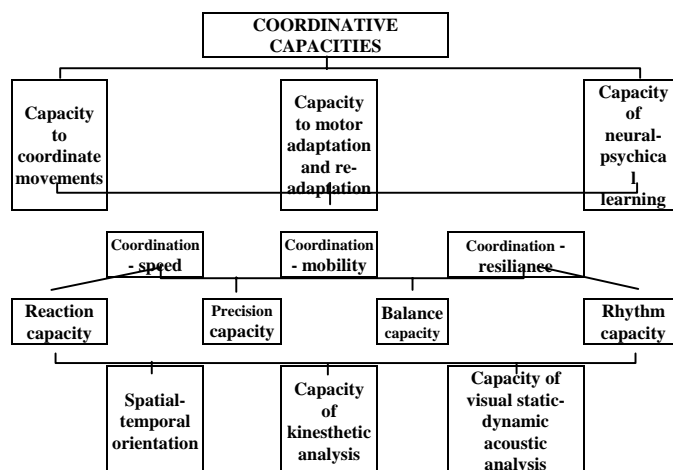 COORDINATIVE
CAPACITIES
Capacity
to
coordinate
movements
Capacity
to motor
adaptation
and re-
adaptation
Capacity
of
neural-
psychica
l
learning
Coordination
- speed
Coordination
- mobility
Coordination -
resiliance
Reaction
capacity
Precision
capacity
Balance
capacity
Rhythm
capacity
Spatial-
temporal
orientation
Capacity
of
kinesthetic
analysis
Capacity of
visual static-
dynamic
acoustic
analysis